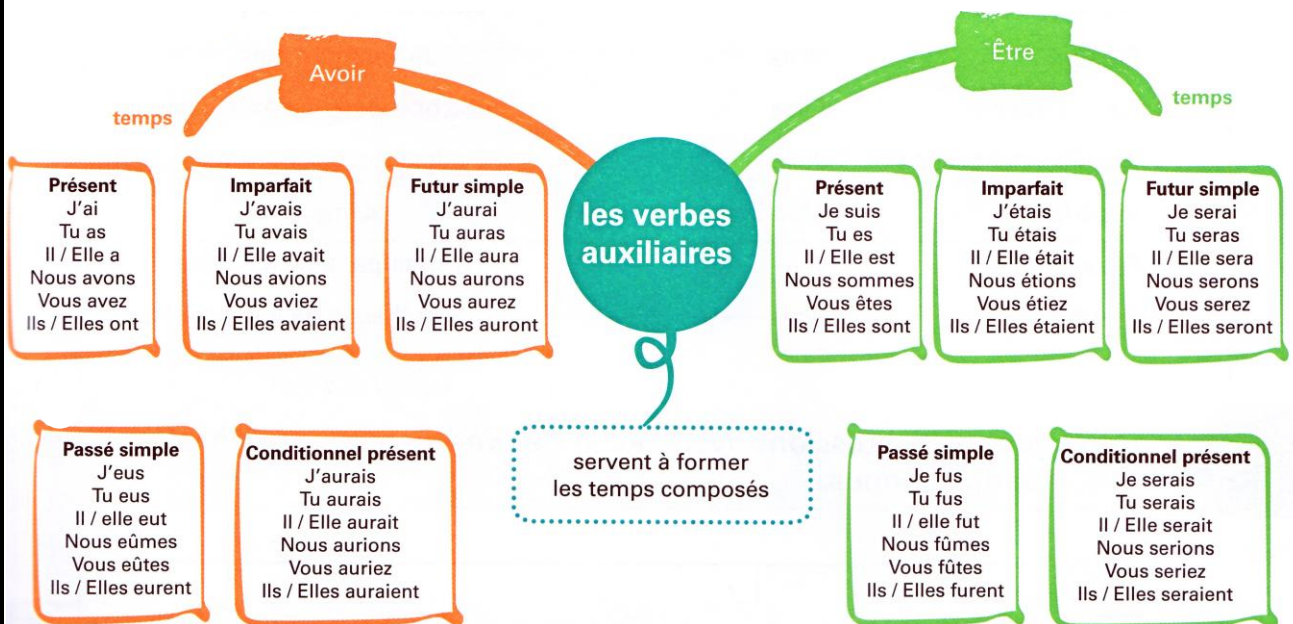 Avoir
temps
Présent
J'ai
Tu as
Il / Elle a
Nous avons
Vous avez
Ils / Elles ont
Imparfait
J'avais
Tu avais
Il / Elle avait
Nous avions
Vous aviez
Ils / Elles avaient
Futur simple
J'aurai
Tu auras
Il / Elle aura
Nous aurons
Vous aurez
Ils / Elles auront
les verbes
auxiliaires
Être
temps
Présent
Je suis
Tu es
Il / Elle est
Nous sommes
Vous êtes
Ils / Elles sont
Imparfait
J'étais
Tu étais
Il / Elle était
Nous étions
Vous étiez
Ils / Elles étaient
Futur simple
Je serai
Tu seras
Il / Elle sera
Nous serons
Vous serez
Ils / Elles seront
Passé simple
J'eus
Tu eus
Il / elle eut
Nous eûmes
Vous eûtes
Ils / Elles eurent
Conditionnel présent
J'aurais
Tu aurais
Il / Elle aurait
Nous aurions
Vous auriez
Ils / Elles auraient
servent à former
les temps composés
Passé simple
Je fus
Tu fus
Il / elle fut
Nous fûmes
Vous fûtes
Ils / Elles furent
Conditionnel présent
Je serais
Tu serais
Il / Elle serait
Nous serions
Vous seriez
Ils / Elles seraient